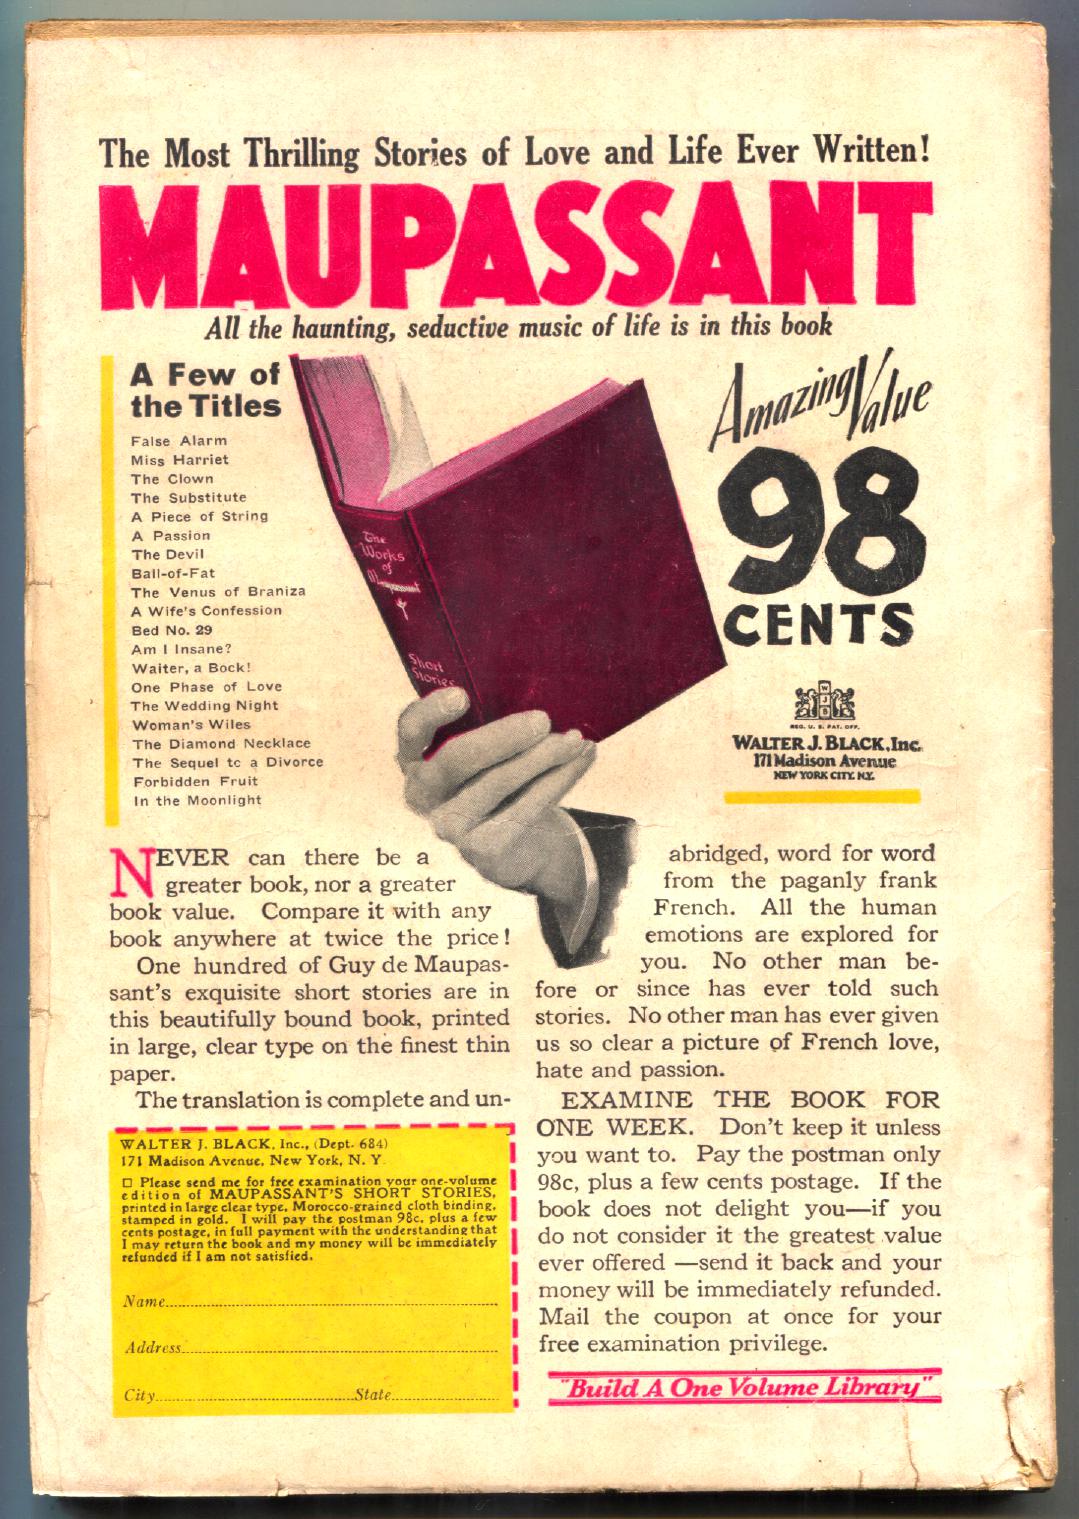 The Most Thrilling Stories of Love and Life Ever Written!
MAUPASSANT
All the haunting, seductive music of life is in this book
A Few of
the Titles
False Alarm
Miss Harriet
The Clown
The Substitute
A Piece of String
A Passion
The Devil
Ball-of-Fat
The Venus of Braniza
A Wife's Confession
Bed No. 29
Am I Insane?
Waiter, a Bock!
One Phase of Love
The Wedding Night
Woman's Wiles
The Diamond Necklace
The Sequel to a Divorce
Forbidden Fruit
In the Moonlight
The
Works
of
Maupassant
Short
Stories
Amazing Value
98
CENTS
W
J B
REG. U. S. PAT. OFF.
WALTER J. BLACK, Inc.
171 Madison Avenue
NEW YORK CITY. N.Y.
NEVER can there be a
greater book, nor a greater
book value. Compare it with any
book anywhere at twice the price!
One hundred of Guy de Maupas-
sant's exquisite short stories are in
this beautifully bound book, printed
in large, clear type on the finest thin
paper.
The translation is complete and un-
abridged, word for word
from the paganly frank
French. All the human
emotions are explored for
you. No other man be-
fore or since has ever told such
stories. No other man has ever given
us so clear a picture of French love,
hate and passion.
EXAMINE THE BOOK FOR
ONE WEEK. Don't keep it unless
you want to. Pay the postman only
98c, plus a few cents postage. If the
book does not delight you—if you
do not consider it the greatest value
ever offered —send it back and your
money will be immediately refunded.
Mail the coupon at once for your
free examination privilege.
"Build A One Volume Library"
WALTER J. BLACK, Inc., (Dept. 684)
171 Madison Avenue, New York, N. Y.
□ Please send me for free examination your one-volume
edition of MAUPASSANT'S SHORT STORIES,
printed in large clear type, Morocco-grained cloth binding,
stamped in gold. I will pay the postman 98c, plus a few
cents postage, in full payment with the understanding that
I may return the book and my money will be immediately
refunded if I am not satisfied.
Name
Address
City State